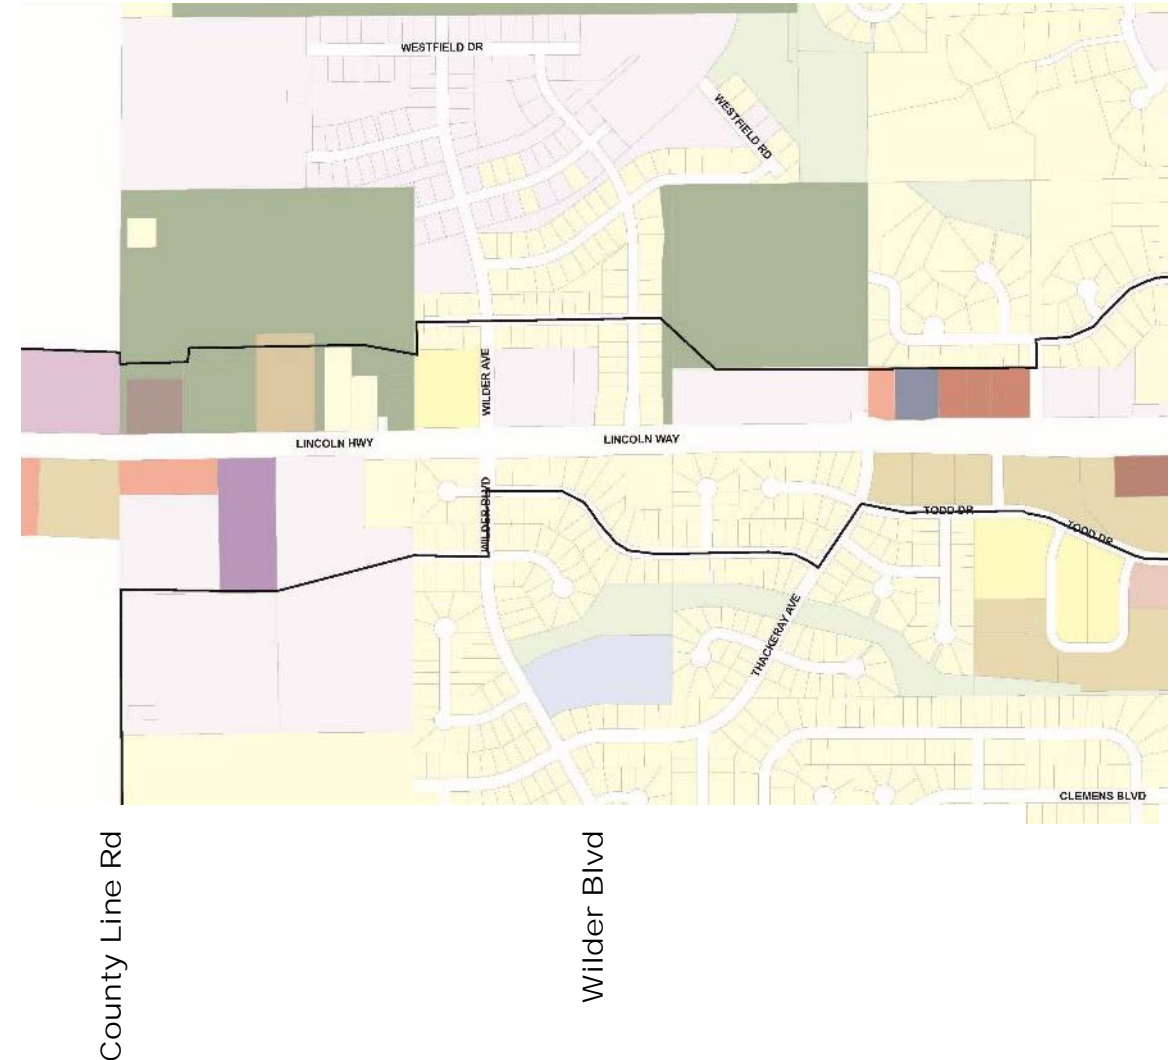 WESTFIELD DR
WESTFIELD RD
WILDER AVE
LINCOLN HWY
LINCOLN WAY
WILDER BLVD
TODD DR
TODD DR
THACKERAY AVE
CLEMENS BLVD
County Line Rd
Wilder Blvd